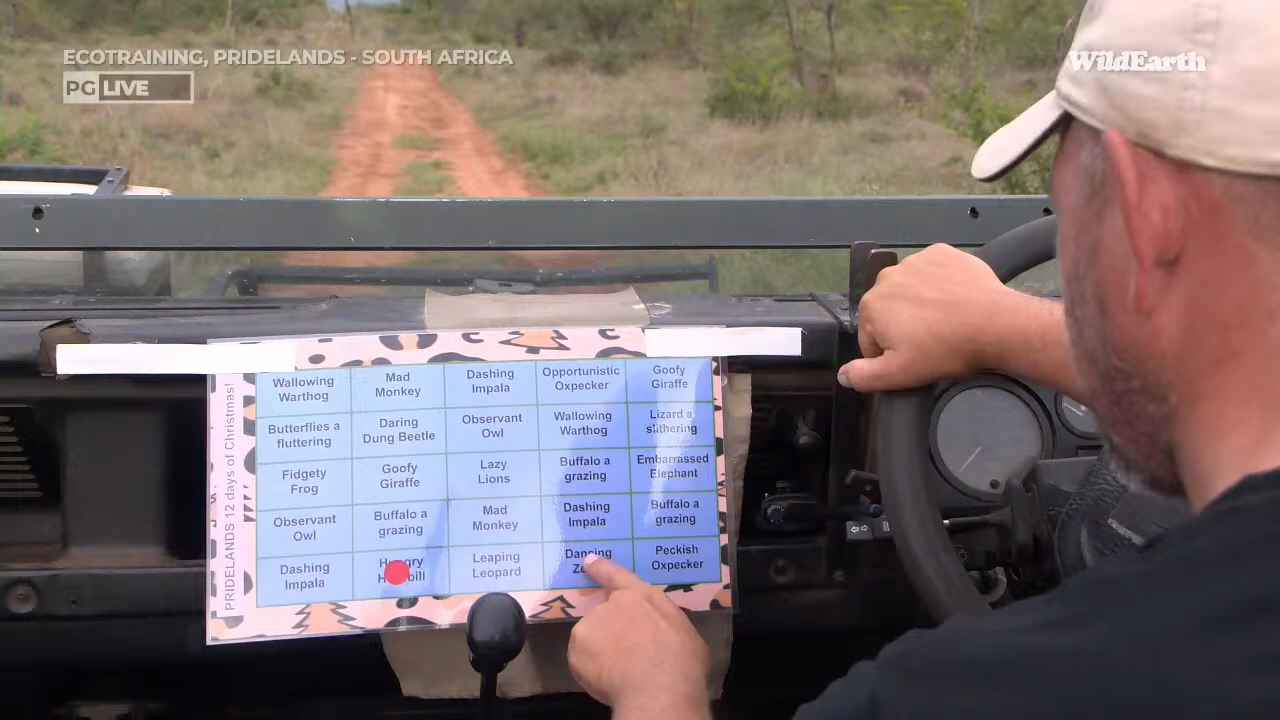 ECOTRAINING, PRIDELANDS - SOUTH AFRICA
PG LIVE
WildEarth
PRIDELANDS 12 days of Christmas!
Wallowing
Warthog
Mad
Monkey
Dashing
Impala
Opportunistic
Oxpecker
Goofy
Giraffe
Butterflies a
fluttering
Daring
Dung Beetle
Observant
Owl
Wallowing
Warthog
Lizard a
slithering
Fidgety
Frog
Goofy
Giraffe
Lazy
Lions
Buffalo a
grazing
Embarrassed
Elephant
Observant
Owl
Buffalo a
grazing
Mad
Monkey
Dashing
Impala
Buffalo a
grazing
Dashing
Impala
Hungry
Leaping
Leopard
Dancing
Peckish
Oxpecker